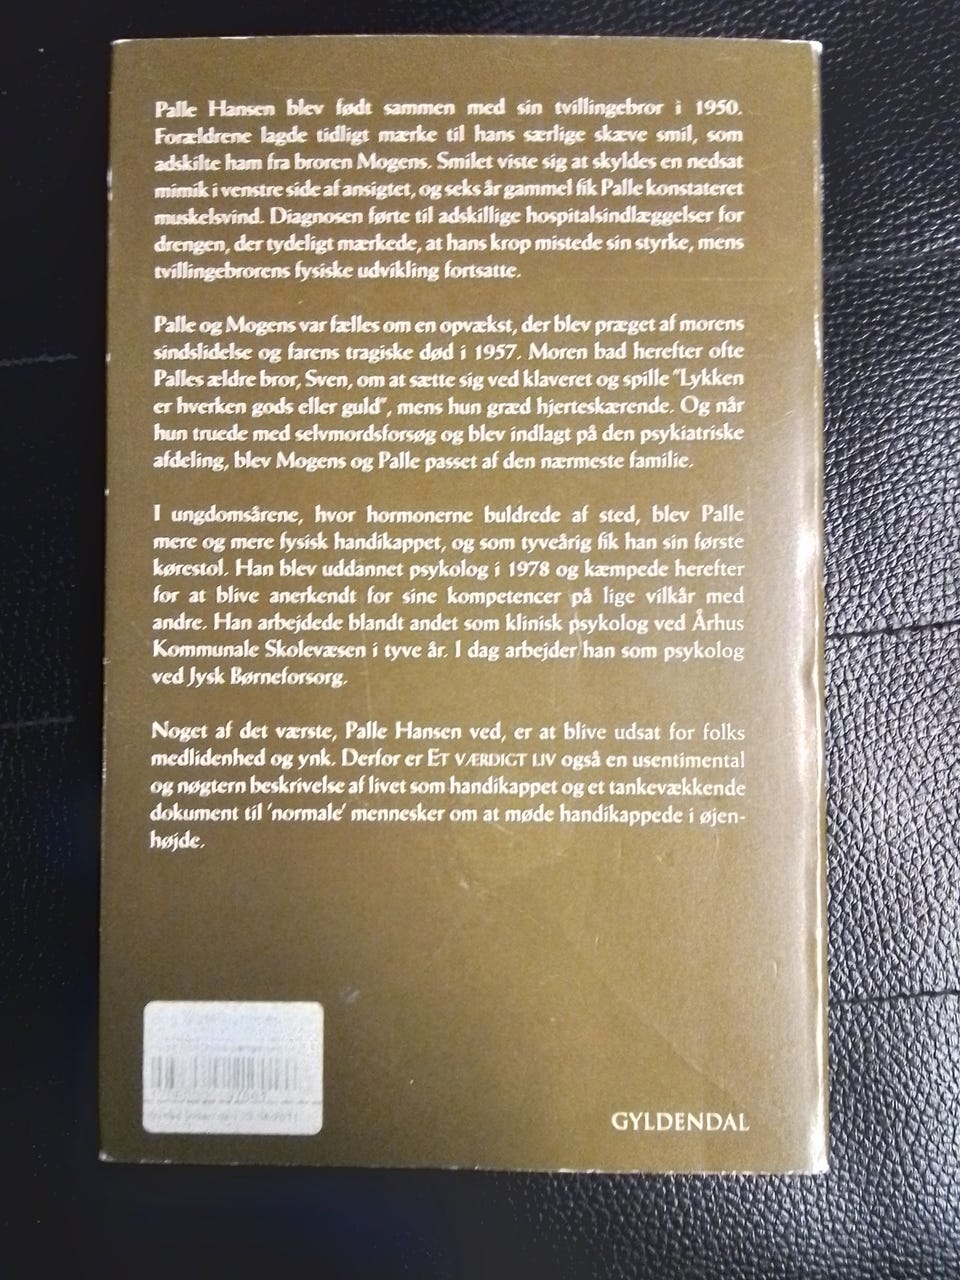 Palle Hansen blev født sammen med sin tvillingebror i 1950.
Forældrene lagde tidligt mærke til hans særlige skæve smil, som
adskilte ham fra broren Mogens. Smilet viste sig at skyldes en nedsat
mimik i venstre side af ansigtet, og seks år gammel fik Palle konstateret
muskelsvind. Diagnosen førte til adskillige hospitalsindlæggelser for
drengen, der tydeligt mærkede, at hans krop mistede sin styrke, mens
tvillingebrorens fysiske udvikling fortsatte.
Palle og Mogens var fælles om en opvækst, der blev præget af morens
sindslidelse og farens tragiske død i 1957. Moren bad herefter ofte
Palles ældre bror, Sven, om at sætte sig ved klaveret og spille "Lykken
er hverken gods eller guld", mens hun græd hjerteskærende. Og når
hun truede med selvmordsforsøg og blev indlagt på den psykiatriske
afdeling, blev Mogens og Palle passet af den nærmeste familie.
I ungdomsårene, hvor hormonerne buldrede af sted, blev Palle
mere og mere fysisk handikappet, og som tyveårig fik han sin første
kørestol. Han blev uddannet psykolog i 1978 og kæmpede herefter
for at blive anerkendt for sine kompetencer på lige vilkår med
andre. Han arbejdede blandt andet som klinisk psykolog ved Århus
Kommunale Skolevæsen i tyve år. I dag arbejder han som psykolog
ved Jysk Børneforsorg.
Noget af det værste, Palle Hansen ved, er at blive udsat for folks
medlidenhed og ynk. Derfor er ET VÆRDIGT LIV også en usentimental
og nøgtern beskrivelse af livet som handikappet og et tankevækkende
dokument til 'normale' mennesker om at møde handikappede i øjen-
højde.
GYLDENDAL